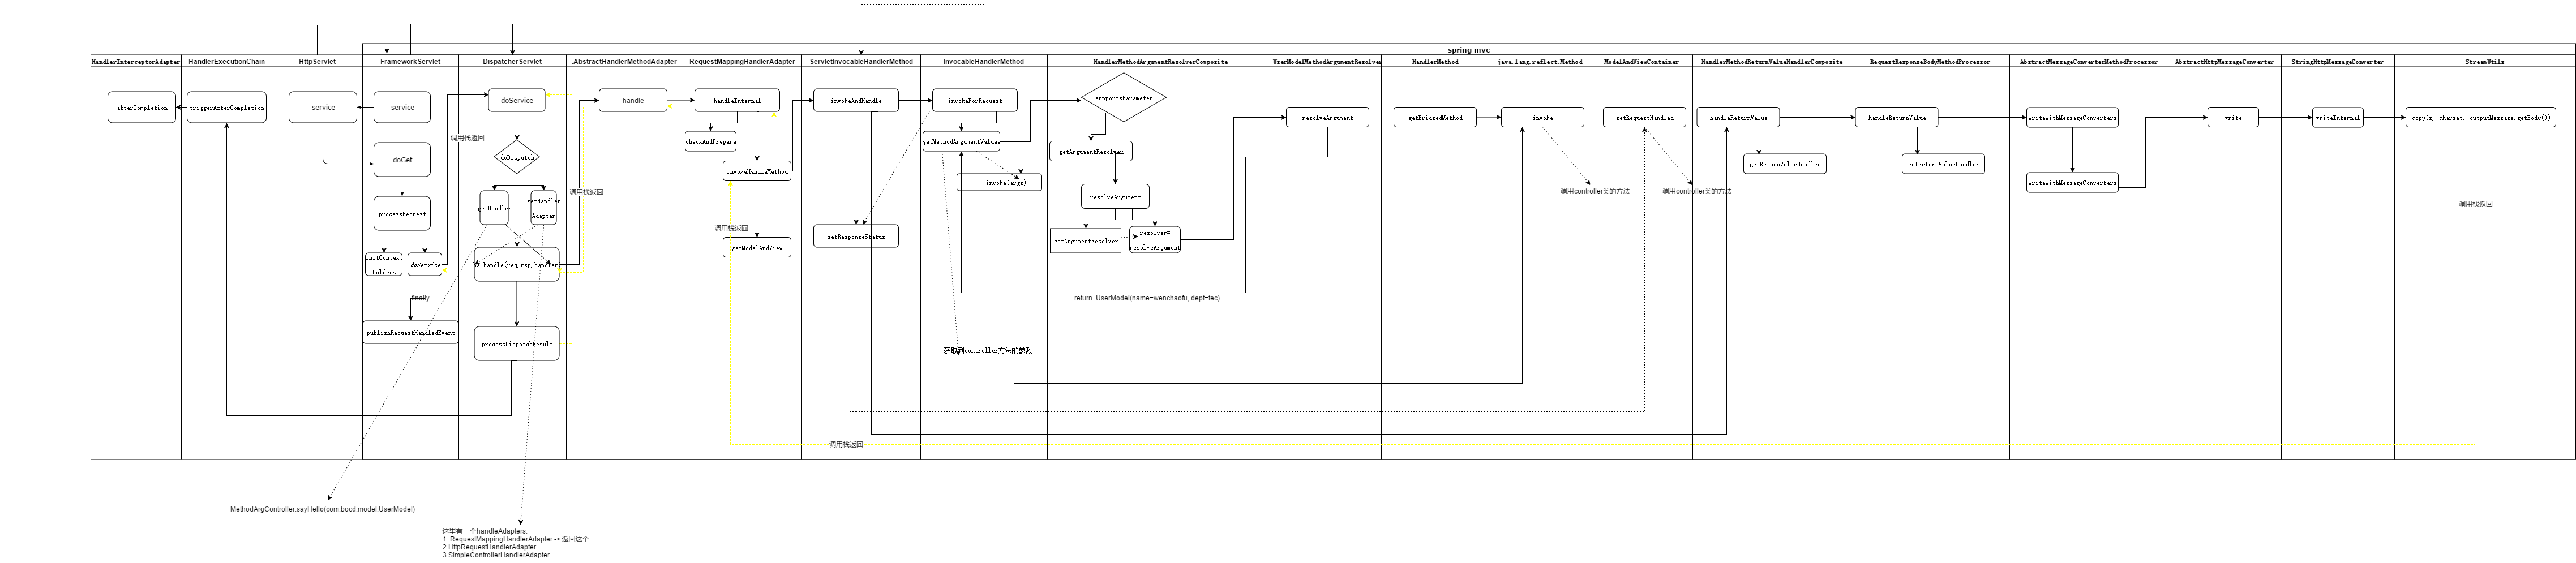 spring mvc
HandlerInterceptorAdapter
HandlerExecutionChain
HttpServlet
FrameworkServlet
DispatcherServlet
.AbstractHandlerMethodAdapter
RequestMappingHandlerAdapter
ServletInvocableHandlerMethod
InvocableHandlerMethod
HandlerMethodArgumentResolverComposite
UserModelMethodArgumentResolver
HandlerMethod
java.lang.reflect.Method
ModelAndViewContainer
HandlerMethodReturnValueHandlerComposite
RequestResponseBodyMethodProcessor
AbstractMessageConverterMethodProcessor
AbstractHttpMessageConverter
StringHttpMessageConverter
StreamUtils
afterCompletion
triggerAfterCompletion
service
service
doService
handle
handleInternal
invokeAndHandle
invokeForRequest
supportsParameter
resolveArgument
getBridgedMethod
invoke
setRequestHandled
handleReturnValue
handleReturnValue
writeWithMessageConverters
write
writeInternal
copy(s, charset, outputMessage.getBody())
调用栈返回
checkAndPrepare
getMethodArgumentValues
getArgumentResolver
doGet
doDispatch
invokeHandleMethod
invoke(args)
getReturnValueHandler
getReturnValueHandler
writeWithMessageConverters
调用栈返回
调用controller类的方法
调用controller类的方法
resolveArgument
调用栈返回
processRequest
getHandler
getHandler
Adapter
调用栈返回
setResponseStatus
getModelAndView
getArgumentResolver
resolver#
resolveArgument
initContext
Holders
doService
handle(req,rsp,handler)
finally
return UserModel(name=wenchaofu, dept=tec)
publishRequestHandledEvent
processDispatchResult
获取到controller方法的参数
调用栈返回
MethodArgController.sayHello(com.bocd.model.UserModel)
这里有三个handleAdapters:
1. RequestMappingHandlerAdapter -> 返回这个
2.HttpRequestHandlerAdapter
3.SimpleControllerHandlerAdapter